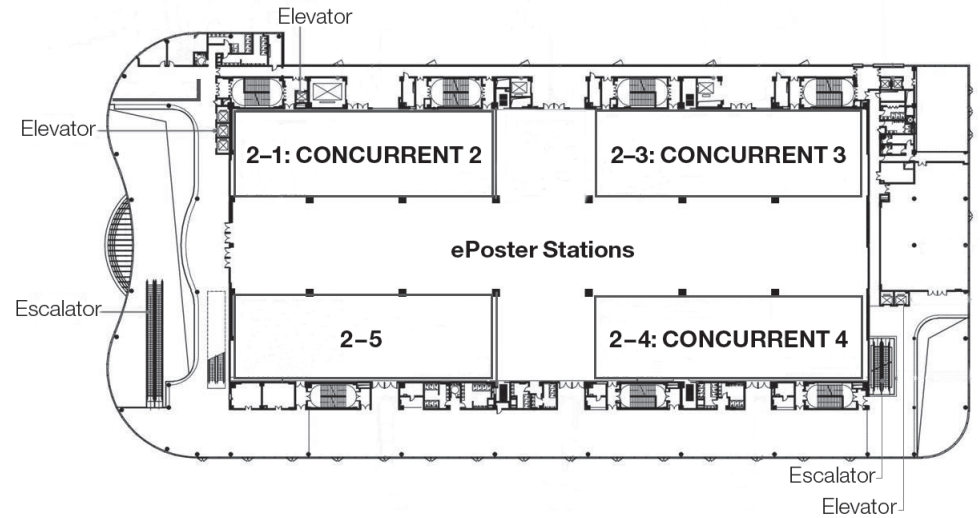 Elevator
Elevator
2–1: CONCURRENT 2
2–3: CONCURRENT 3
ePoster Stations
Escalator
2–5
2–4: CONCURRENT 4
Escalator
Elevator